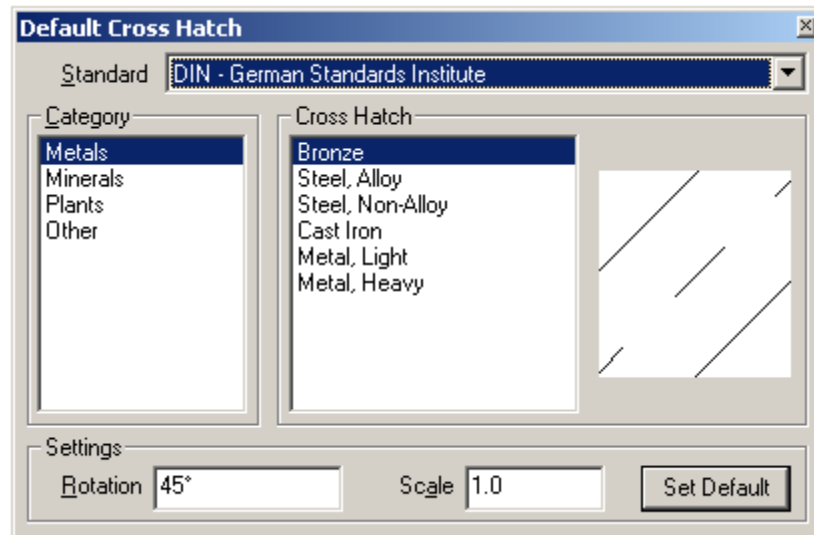 Default Cross Hatch
Standard DIN - German Standards Institute
Category
Metals
Minerals
Plants
Other
Cross Hatch
Bronze
Steel, Alloy
Steel, Non-Alloy
Cast Iron
Metal, Light
Metal, Heavy
Settings
Rotation 45° Scale 1.0 Set Default